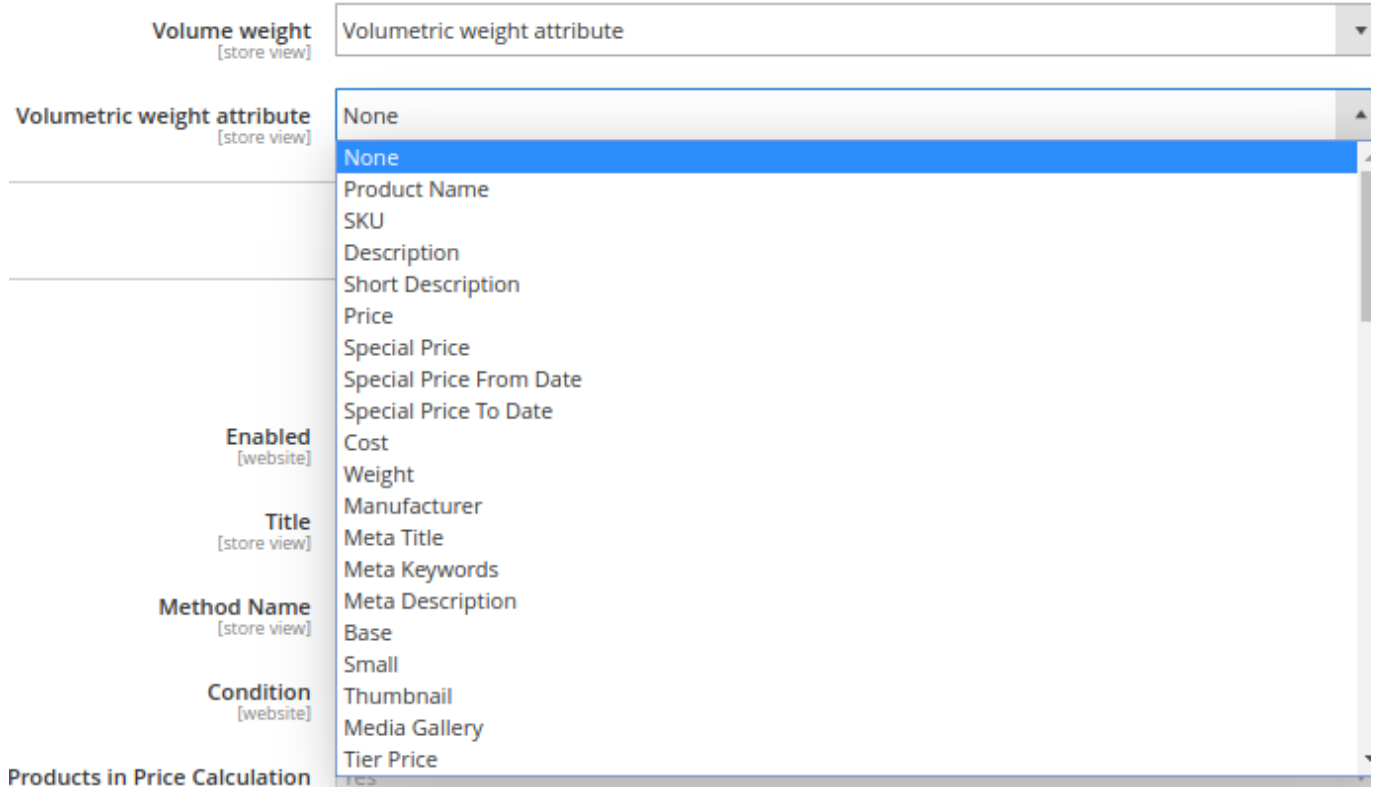 Volume weight
[store view]
Volumetric weight attribute
Volumetric weight attribute
[store view]
None
None
Product Name
SKU
Description
Short Description
Price
Special Price
Special Price From Date
Special Price To Date
Cost
Weight
Manufacturer
Meta Title
Meta Keywords
Meta Description
Base
Small
Thumbnail
Media Gallery
Tier Price
Enabled
[website]
Title
[store view]
Method Name
[store view]
Condition
[website]
Products in Price Calculation
Yes